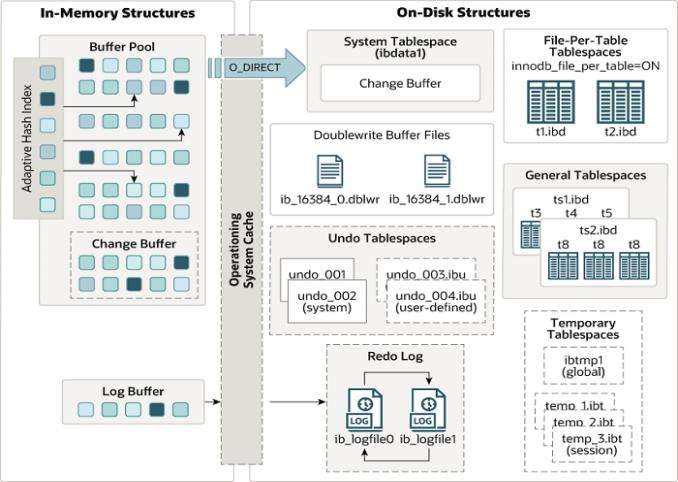 In-Memory Structures
Buffer Pool
Adaptive Hash Index
Change Buffer
Log Buffer
Operationing
System Cache
O_DIRECT
On-Disk Structures
System Tablespace
(ibdata1)
Change Buffer
Doublewrite Buffer Files
ib_16384_0.dblwr
ib_16384_1.dblwr
Undo Tablespaces
undo_001
undo_002
(system)
undo_003.ibu
undo_004.ibu
(user-defined)
Redo Log
LOG
LOG
ib_logfile0
ib_logfile1
File-Per-Table
Tablespaces
innodb_file_per_table=ON
t1.ibd
t2.ibd
General Tablespaces
ts1.ibd
t3
t4
t5
ts2.ibd
t8
t8
t8
Temporary
Tablespaces
ibtmp1
(global)
temp_1.ibt
temp_2.ibt
temp_3.ibt
(session)